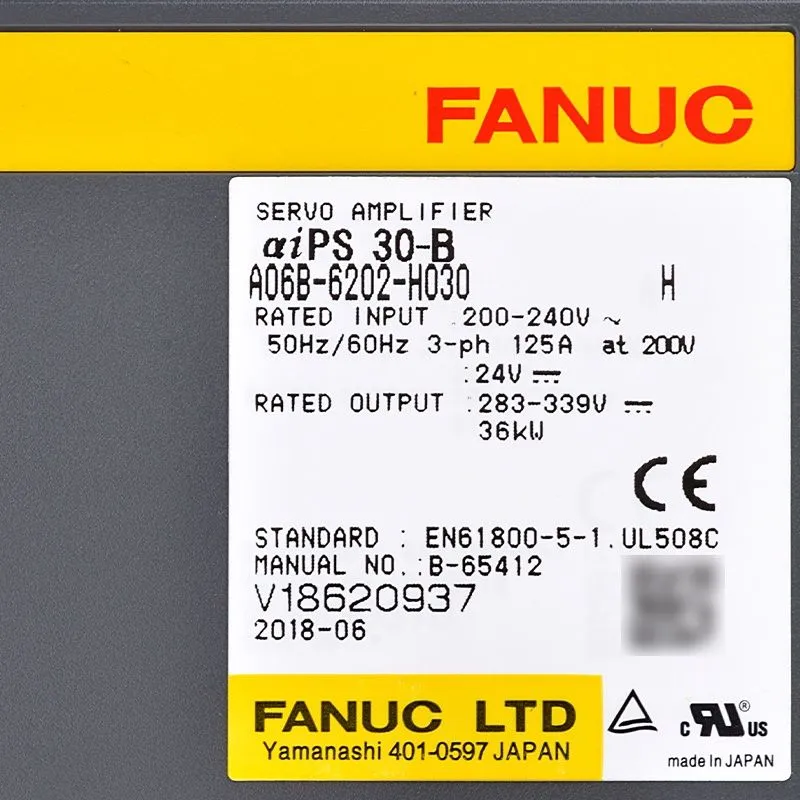 FANUC
SERVO AMPLIFIER
αiPS 30-B
A06B-6202-H030 H
RATED INPUT :200-240V ~
50Hz/60Hz 3-ph 125A at 200V
:24V ⎓
RATED OUTPUT :283-339V ⎓
36kW
CE
STANDARD : EN61800-5-1.UL508C
MANUAL NO.:B-65412
V18620937
2018-06
FANUC LTD
Yamanashi 401-0597 JAPAN
c UR ® US
made In JAPAN